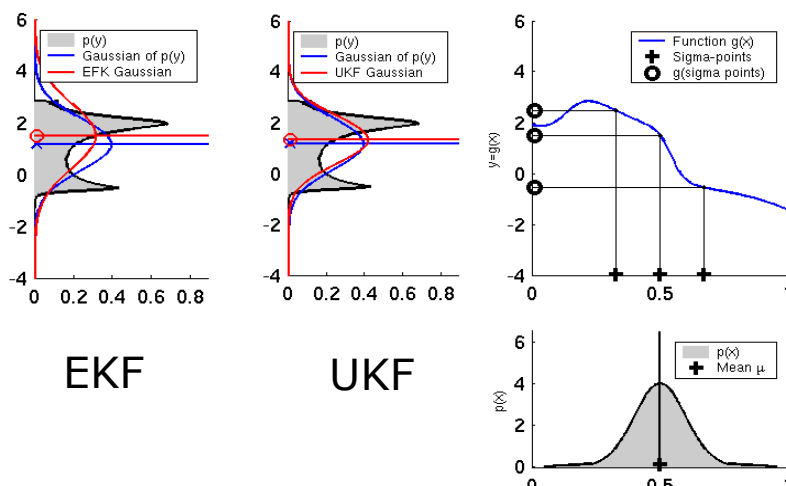 6
4
2
0
-2
-4
0 0.2 0.4 0.6 0.8
p(y)
Gaussian of p(y)
EFK Gaussian
EKF
6
4
2
0
-2
-4
0 0.2 0.4 0.6 0.8
p(y)
Gaussian of p(y)
UKF Gaussian
UKF
6
4
2
0
-2
-4
y=g(x)
0 0.5 1
Function g(x)
Sigma-points
g(sigma points)
6
4
2
0
p(x)
0 0.5 1
p(x)
Mean μ